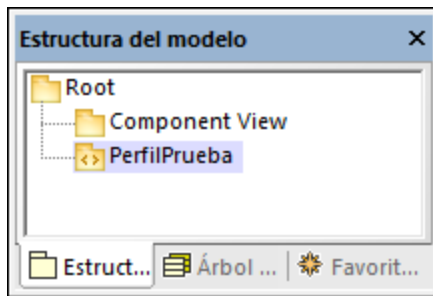 Estructura del modelo
Root
Component View
PerfilPrueba
Estruct... Árbol ... Favorit...